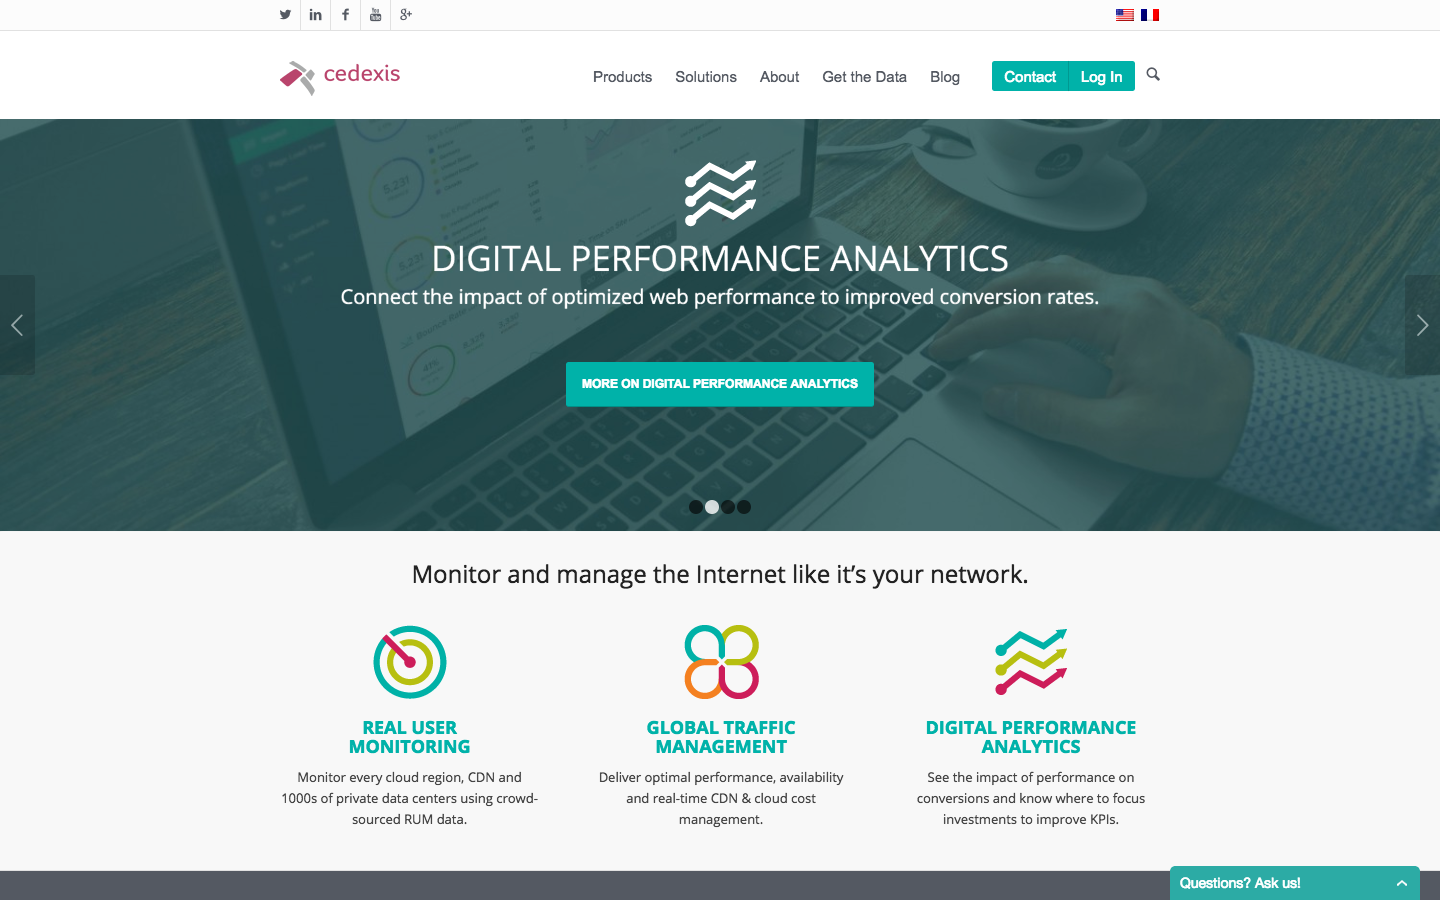 cedexis
Products
Solutions
About
Get the Data
Blog
Contact
Log In
5,231
DIGITAL PERFORMANCE ANALYTICS
Connect the impact of optimized web performance to improved conversion rates.
MORE ON DIGITAL PERFORMANCE ANALYTICS
Monitor and manage the Internet like it’s your network.
REAL USER
MONITORING
Monitor every cloud region, CDN and
1000s of private data centers using crowd-
sourced RUM data.
GLOBAL TRAFFIC
MANAGEMENT
Deliver optimal performance, availability
and real-time CDN & cloud cost
management.
DIGITAL PERFORMANCE
ANALYTICS
See the impact of performance on
conversions and know where to focus
investments to improve KPIs.
Questions? Ask us!